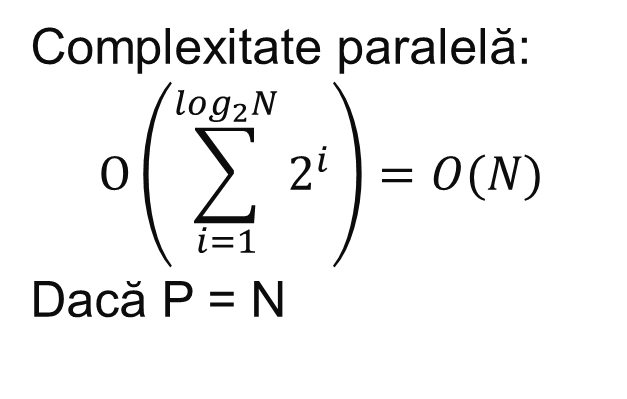 Complexitate paralelă:
O(∑_{i=1}^{log₂N} 2^i) = O(N)
Dacă P = N